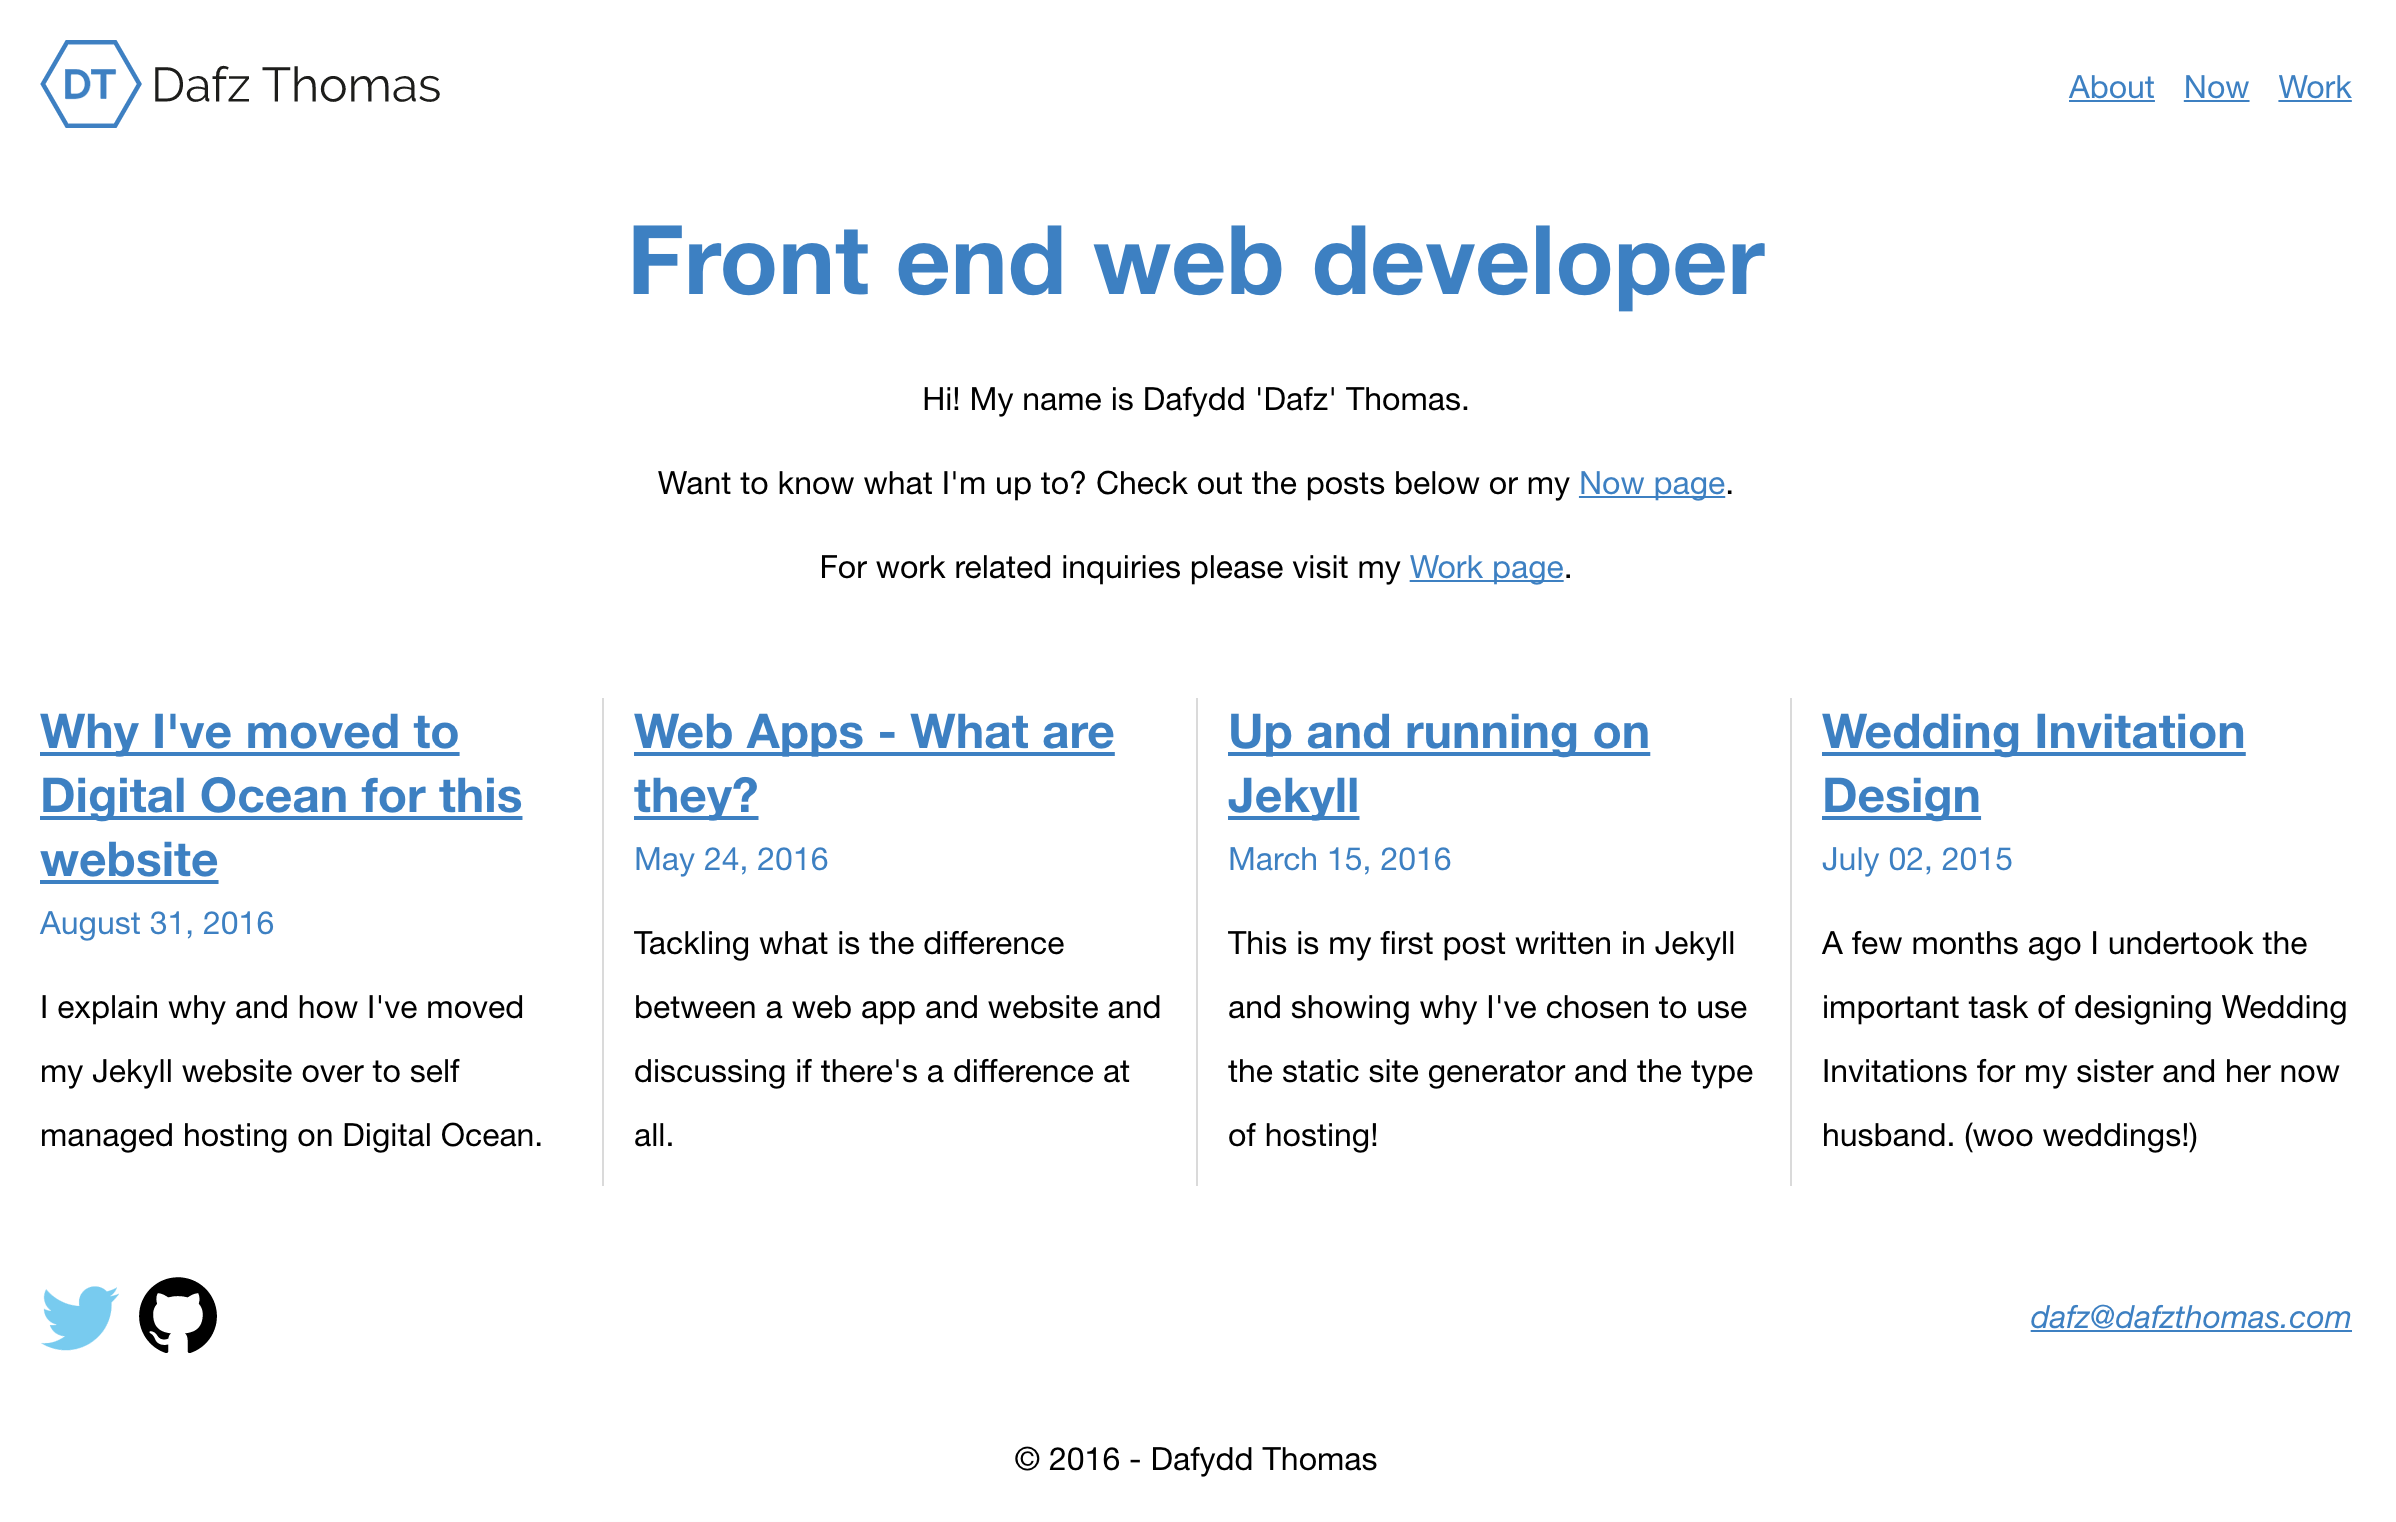 DT Dafz Thomas
About Now Work
Front end web developer
Hi! My name is Dafydd 'Dafz' Thomas.
Want to know what I'm up to? Check out the posts below or my Now page.
For work related inquiries please visit my Work page.
Why I've moved to
Digital Ocean for this
website
August 31, 2016
I explain why and how I've moved
my Jekyll website over to self
managed hosting on Digital Ocean.
Web Apps - What are
they?
May 24, 2016
Tackling what is the difference
between a web app and website and
discussing if there's a difference at
all.
Up and running on
Jekyll
March 15, 2016
This is my first post written in Jekyll
and showing why I've chosen to use
the static site generator and the type
of hosting!
Wedding Invitation
Design
July 02, 2015
A few months ago I undertook the
important task of designing Wedding
Invitations for my sister and her now
husband. (woo weddings!)
dafz@dafzthomas.com
© 2016 - Dafydd Thomas